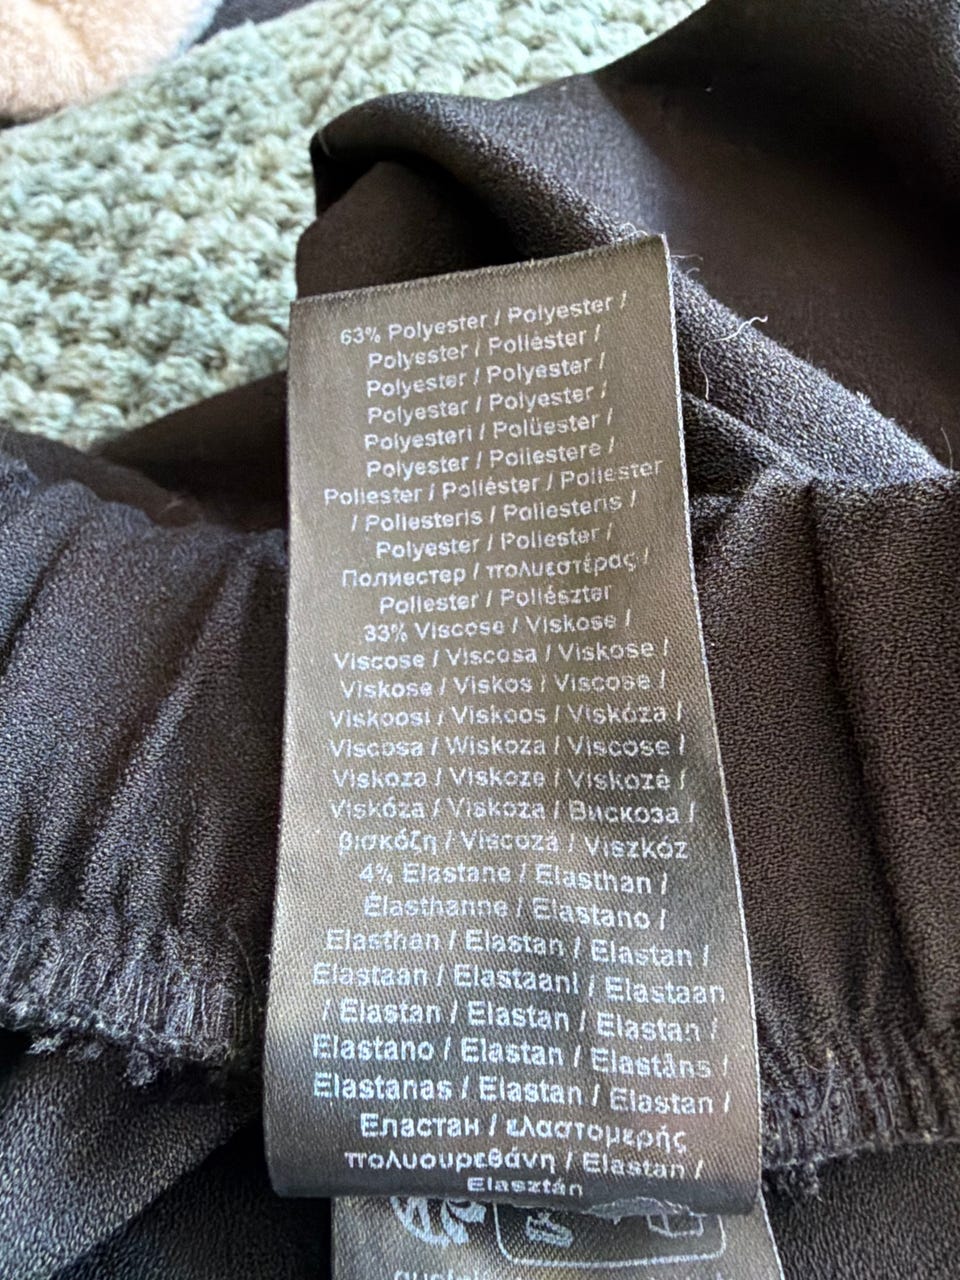 63% Polyester / Polyester /
Polyester / Poliéster /
Polyester / Polyester /
Polyester / Polyester /
Polyesteri / Polüester /
Polyester / Poliestere /
Poliester / Poliéster / Poliester
/ Poliesteris / Poliesteris /
Polyester / Poliester /
Полиестер / πολυεστέρας /
Poliester / Poliészter
33% Viscose / Viskose /
Viscose / Viscosa / Viskose /
Viskose / Viskos / Viscose /
Viskoosi / Viskoos / Viskóza /
Viscosa / Wiskoza / Viscose /
Viskoza / Viskoze / Viskozė /
Viskóza / Viskoza / Вискоза /
βισκόζη / Viscoză / Viszkóz
4% Elastane / Elasthan /
Élasthanne / Elastano /
Elasthan / Elastan / Elastan /
Elastaan / Elastaani / Elastaan
/ Elastan / Elastan / Elastan /
Elastano / Elastan / Elastāns /
Elastanas / Elastan / Elastan /
Еластан / ελαστομερής
πολυουρεθάνη / Elastan /
Elasztán